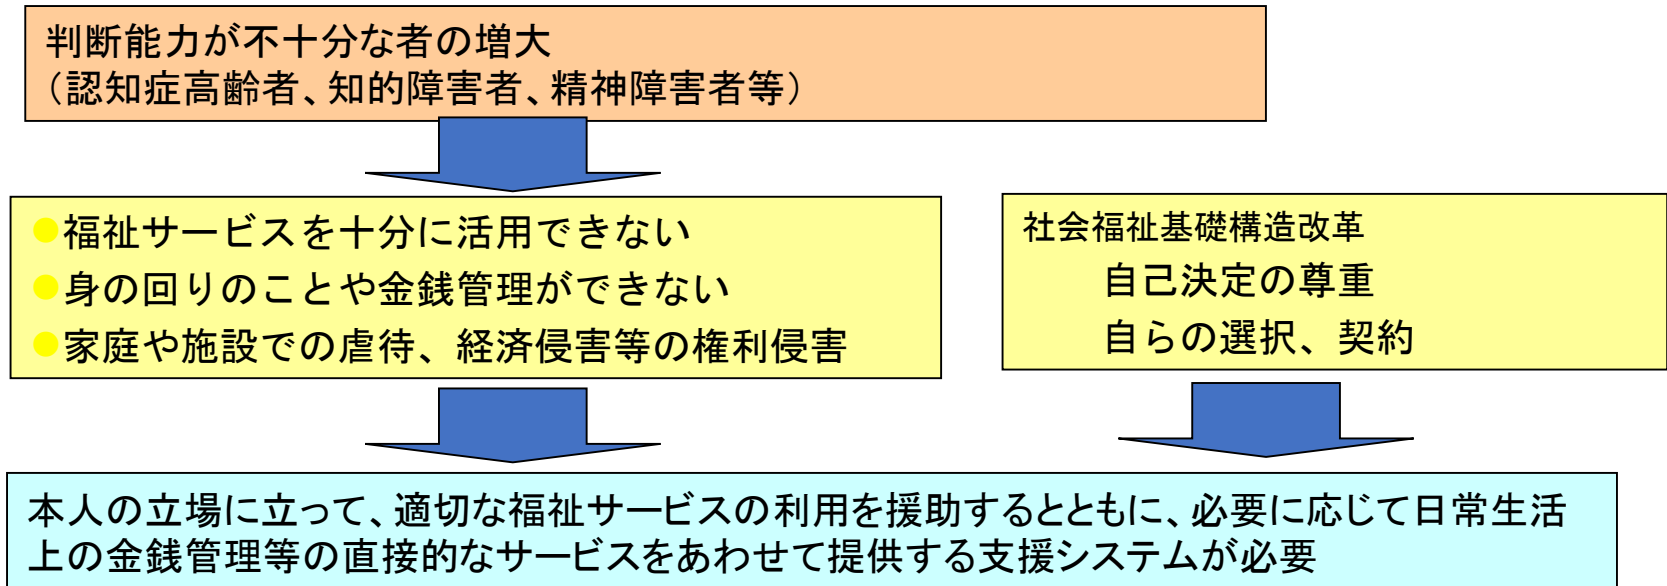 判断能力が不十分な者の増大
（認知症高齢者、知的障害者、精神障害者等）
●福祉サービスを十分に活用できない
●身の回りのことや金銭管理ができない
●家庭や施設での虐待、経済侵害等の権利侵害
社会福祉基礎構造改革
自己決定の尊重
自らの選択、契約
本人の立場に立って、適切な福祉サービスの利用を援助するとともに、必要に応じて日常生活
上の金銭管理等の直接的なサービスをあわせて提供する支援システムが必要